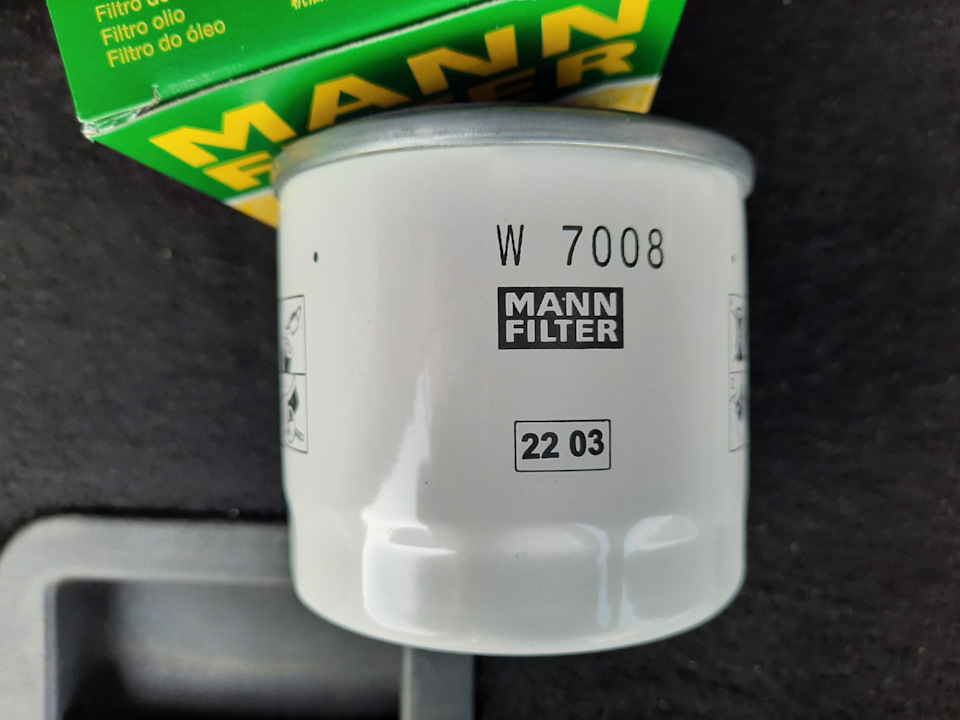 Filtro olio
Filtro do óleo
MANN
FILTER
W 7008
MANN
FILTER
22 03